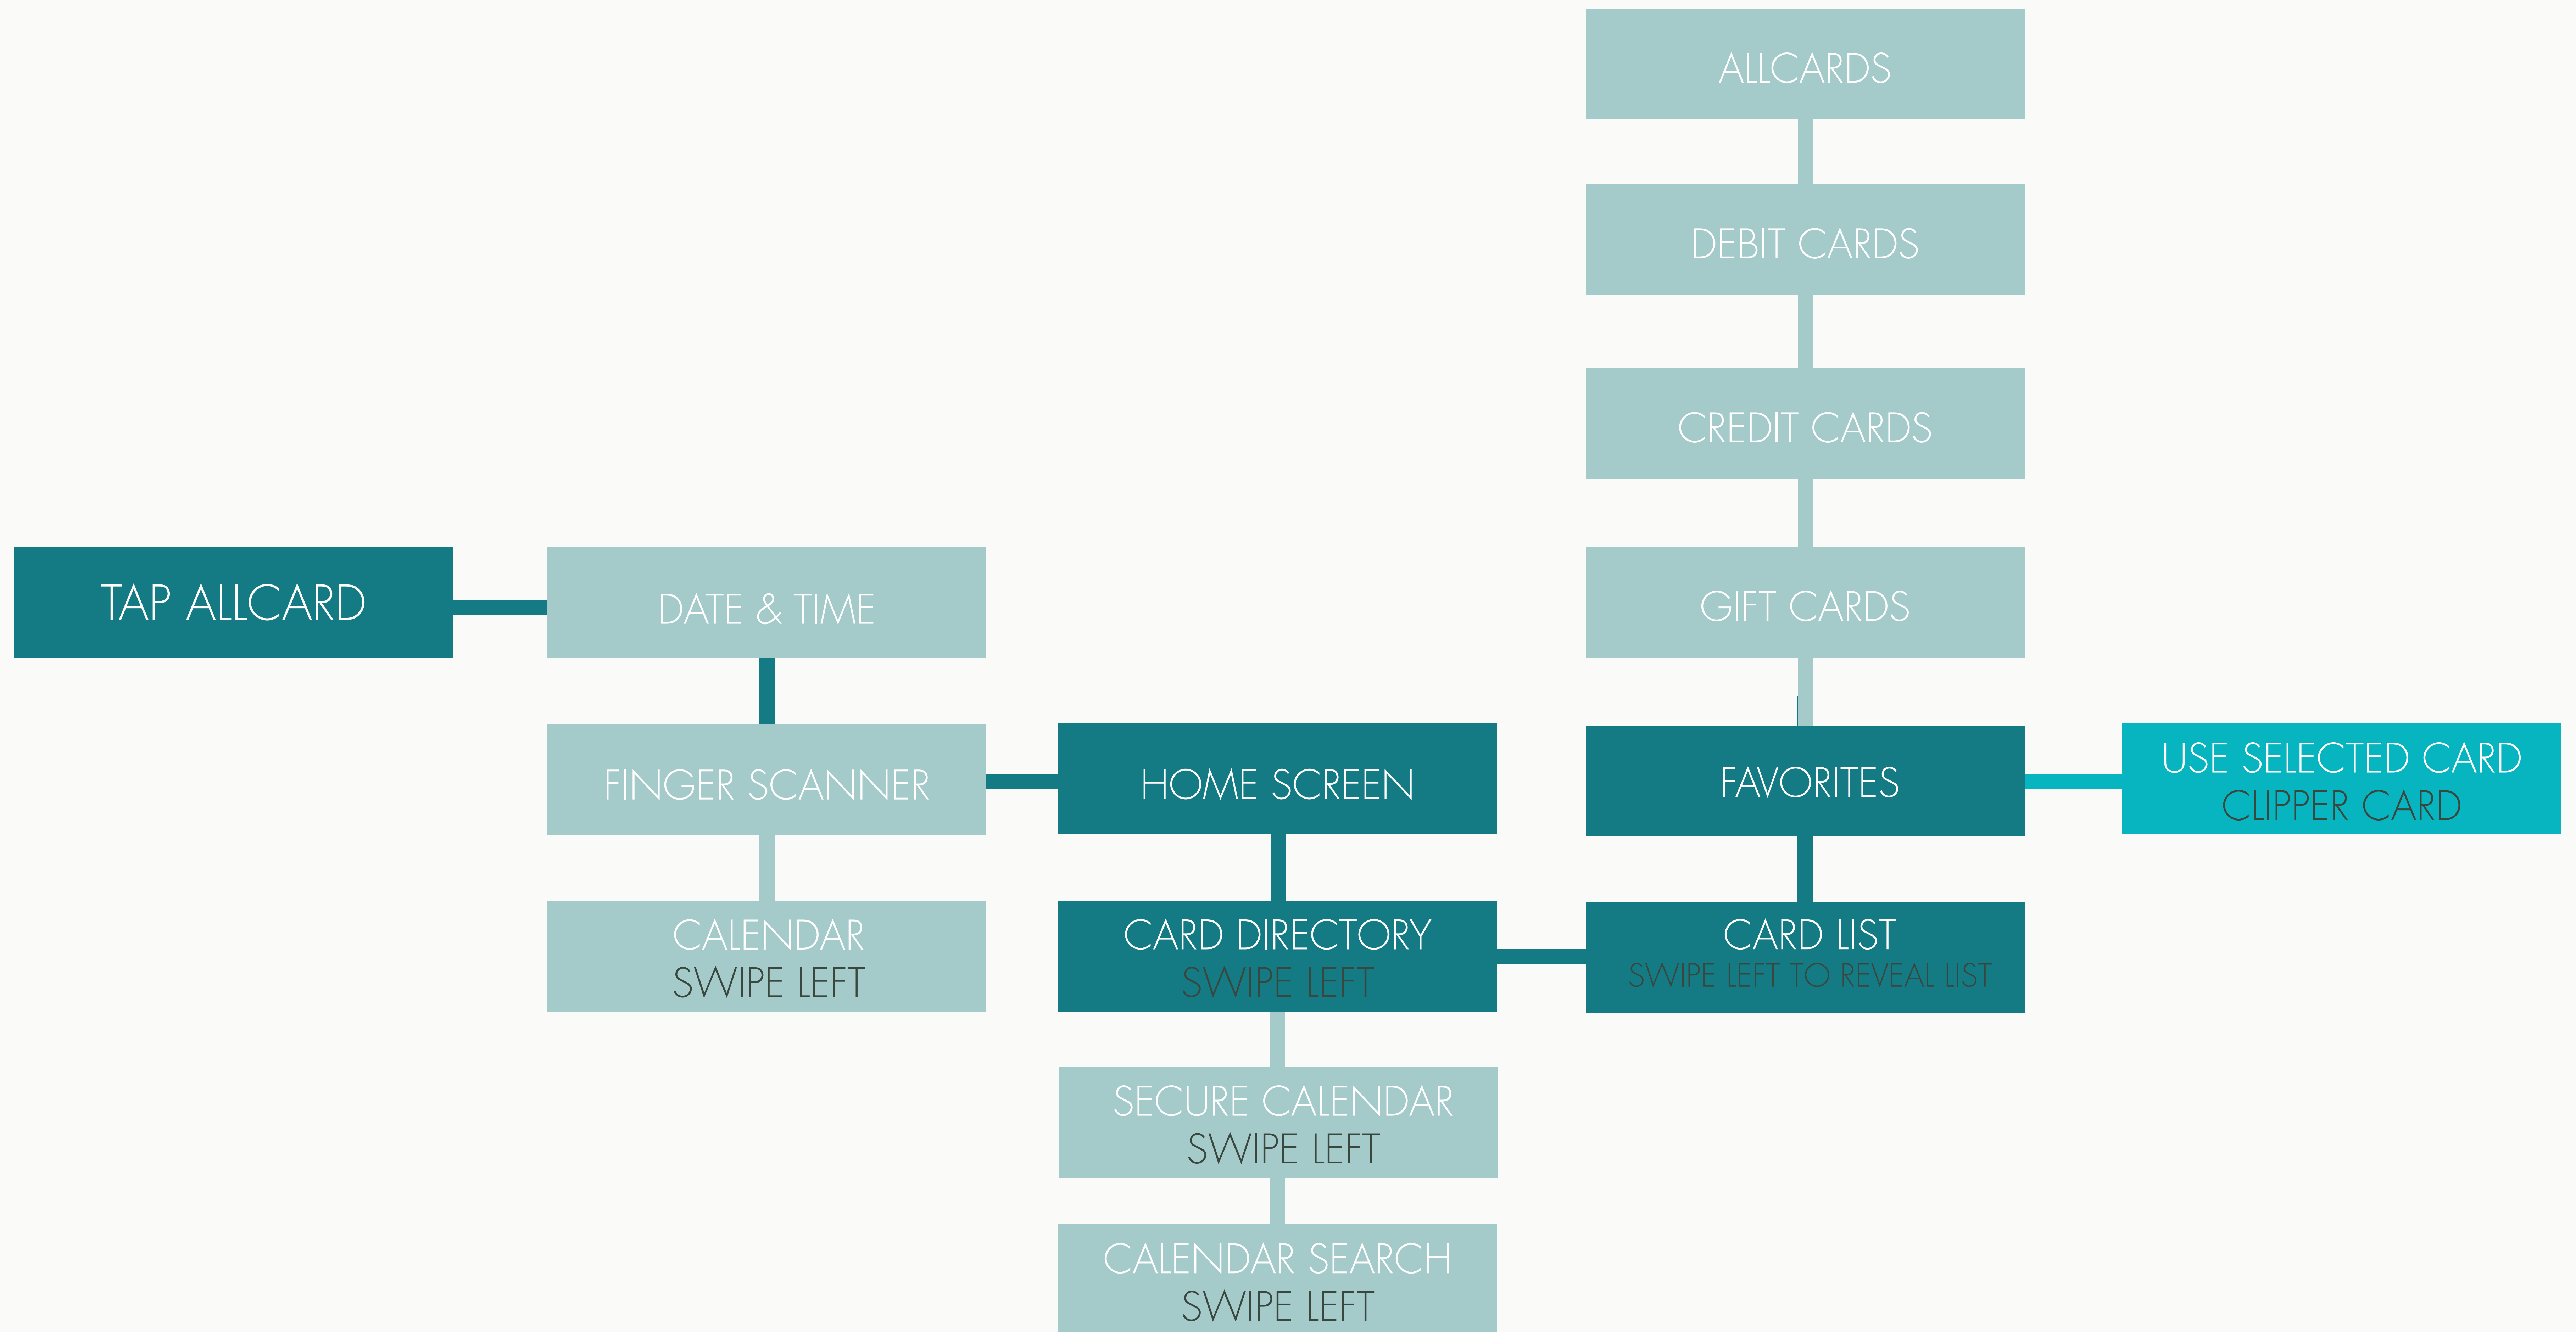 ALLCARDS
DEBIT CARDS
CREDIT CARDS
TAP ALLCARD
DATE & TIME
GIFT CARDS
FINGER SCANNER
HOME SCREEN
FAVORITES
USE SELECTED CARD
CLIPPER CARD
CALENDAR
SWIPE LEFT
CARD DIRECTORY
SWIPE LEFT
CARD LIST
SWIPE LEFT TO REVEAL LIST
SECURE CALENDAR
SWIPE LEFT
CALENDAR SEARCH
SWIPE LEFT